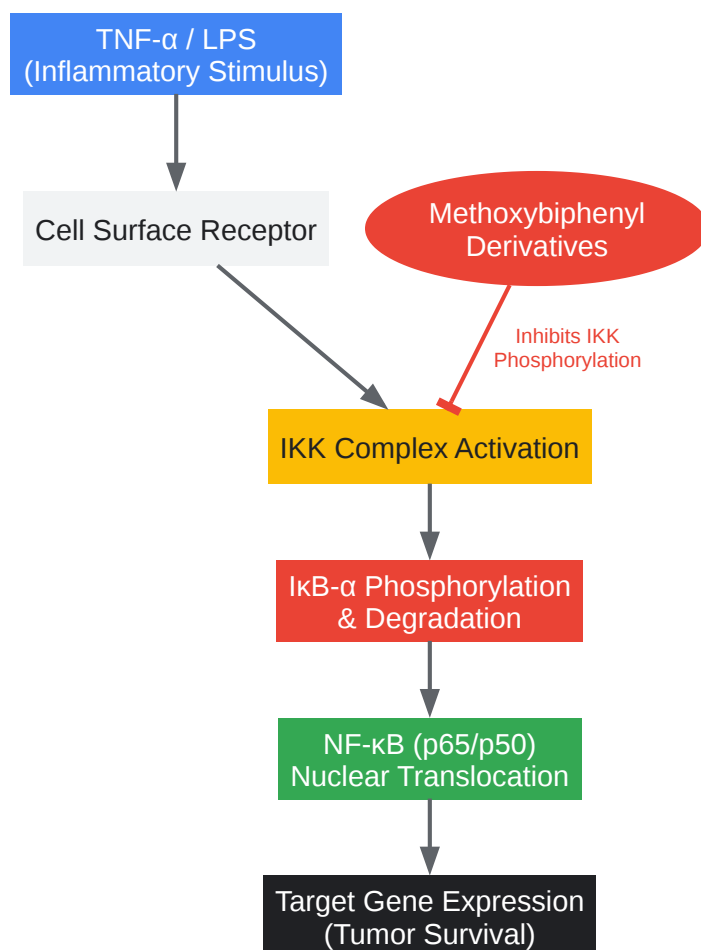 TNF-α / LPS
(Inflammatory Stimulus)
Cell Surface Receptor
Methoxybiphenyl
Derivatives
Inhibits IKK
Phosphorylation
IKK Complex Activation
IκB-α Phosphorylation
& Degradation
NF-κB (p65/p50)
Nuclear Translocation
Target Gene Expression
(Tumor Survival)